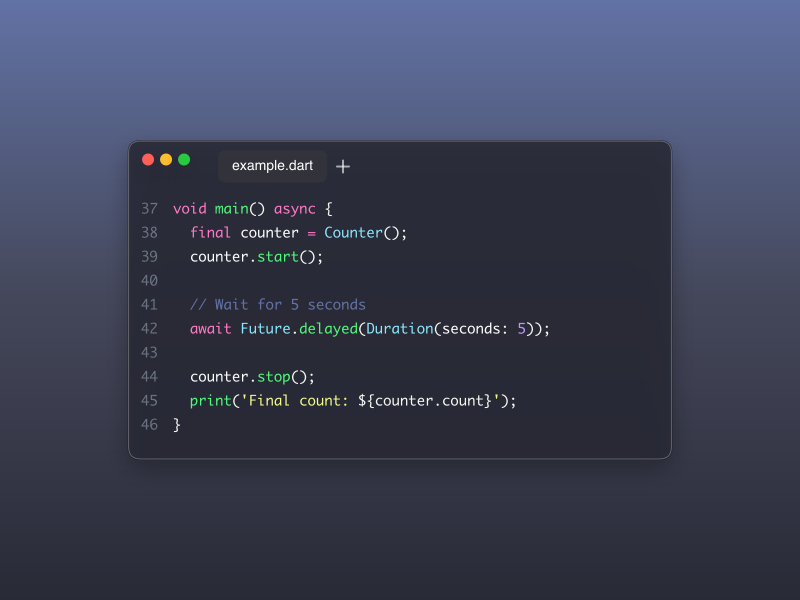 example.dart +
37 void main() async {
38   final counter = Counter();
39   counter.start();
40
41   // Wait for 5 seconds
42   await Future.delayed(Duration(seconds: 5));
43
44   counter.stop();
45   print('Final count: ${counter.count}');
46 }